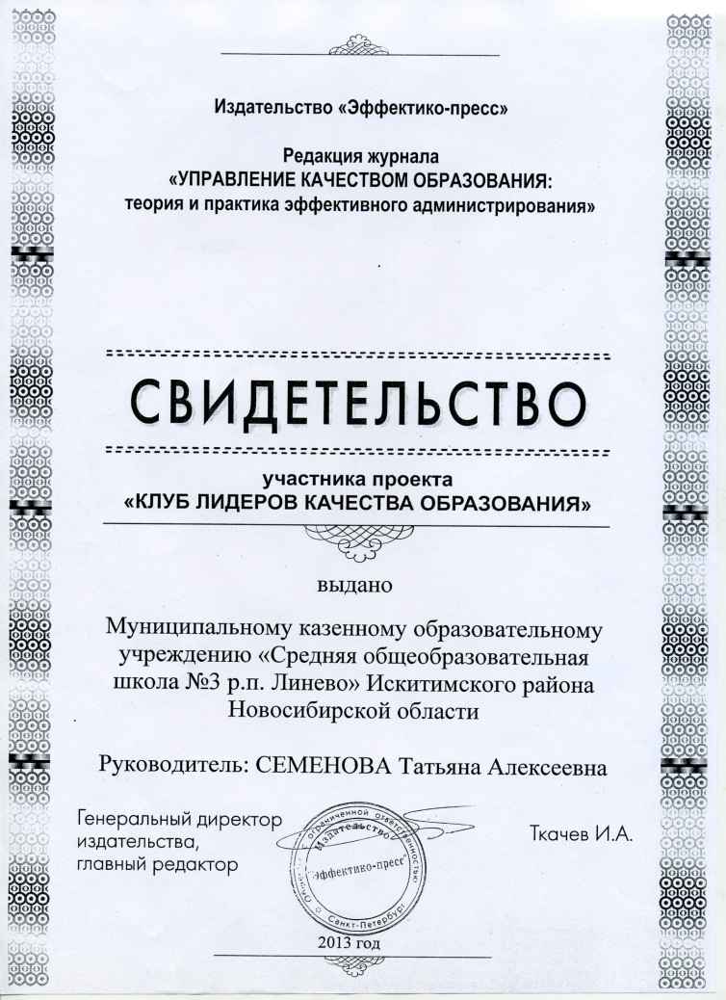 Издательство «Эффектико-пресс»
Редакция журнала
«УПРАВЛЕНИЕ КАЧЕСТВОМ ОБРАЗОВАНИЯ:
теория и практика эффективного администрирования»
СВИДЕТЕЛЬСТВО
участника проекта
«КЛУБ ЛИДЕРОВ КАЧЕСТВА ОБРАЗОВАНИЯ»
выдано
Муниципальному казенному образовательному
учреждению «Средняя общеобразовательная
школа №3 р.п. Линево» Искитимского района
Новосибирской области
Руководитель: СЕМЕНОВА Татьяна Алексеевна
Генеральный директор
издательства,
главный редактор
с ограниченной ответственностью
Издательство
"Эффектико-пресс"
Санкт-Петербург
Ткачев И.А.
2013 год